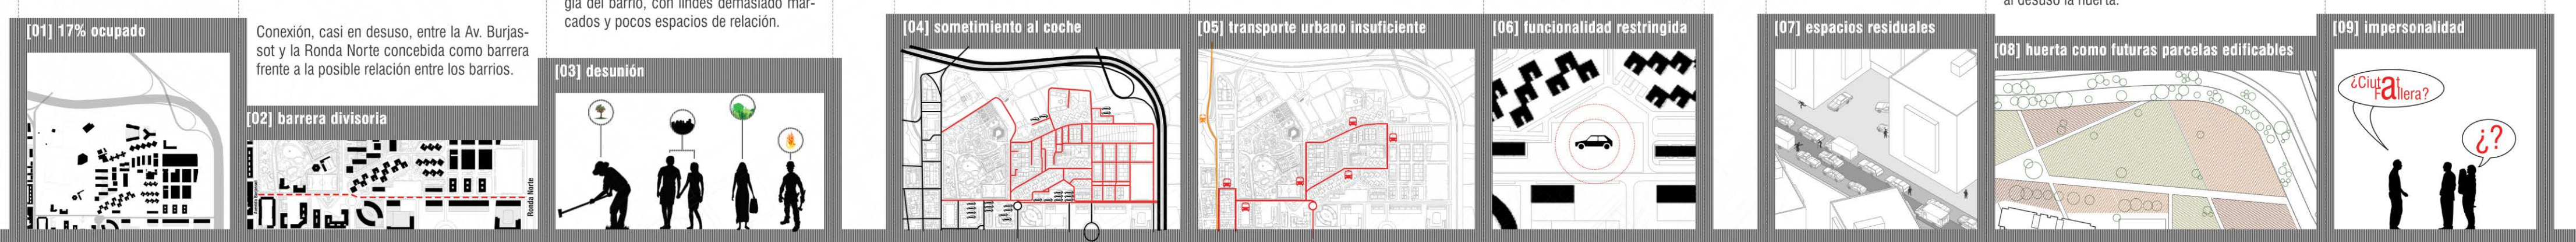 [01] 17% ocupado
Conexión, casi en desuso, entre la Av. Burjas-
sot y la Ronda Norte concebida como barrera
frente a la posible relación entre los barrios.
[02] barrera divisoria
Ronda Norte
gía del barrio, con lindes demasiado mar-
cados y pocos espacios de relación.
[03] desunión
[04] sometimiento al coche
[05] transporte urbano insuficiente
[06] funcionalidad restringida
[07] espacios residuales
al desuso la huerta.
[08] huerta como futuras parcelas edificables
[09] impersonalidad
¿Ciutat
Fallera?
¿?